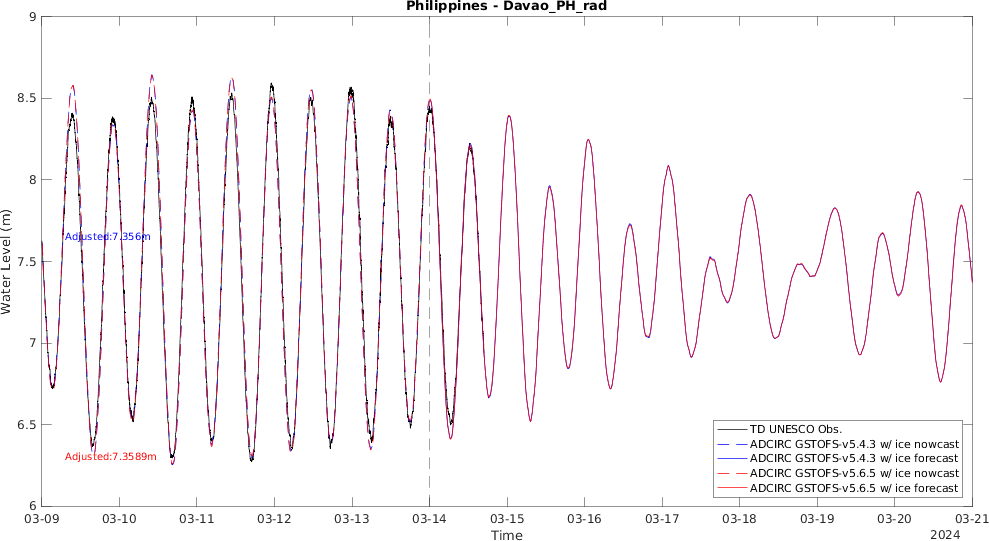 Philippines - Davao_PH_rad
Water Level (m)
9
8.5
8
7.5
7
6.5
6
Adjusted:7.356m
Adjusted:7.3589m
TD UNESCO Obs.
ADCIRC GSTOFS-v5.4.3 w/ ice nowcast
ADCIRC GSTOFS-v5.4.3 w/ ice forecast
ADCIRC GSTOFS-v5.6.5 w/ ice nowcast
ADCIRC GSTOFS-v5.6.5 w/ ice forecast
03-09 03-10 03-11 03-12 03-13 03-14 03-15 03-16 03-17 03-18 03-19 03-20 03-21
Time
2024